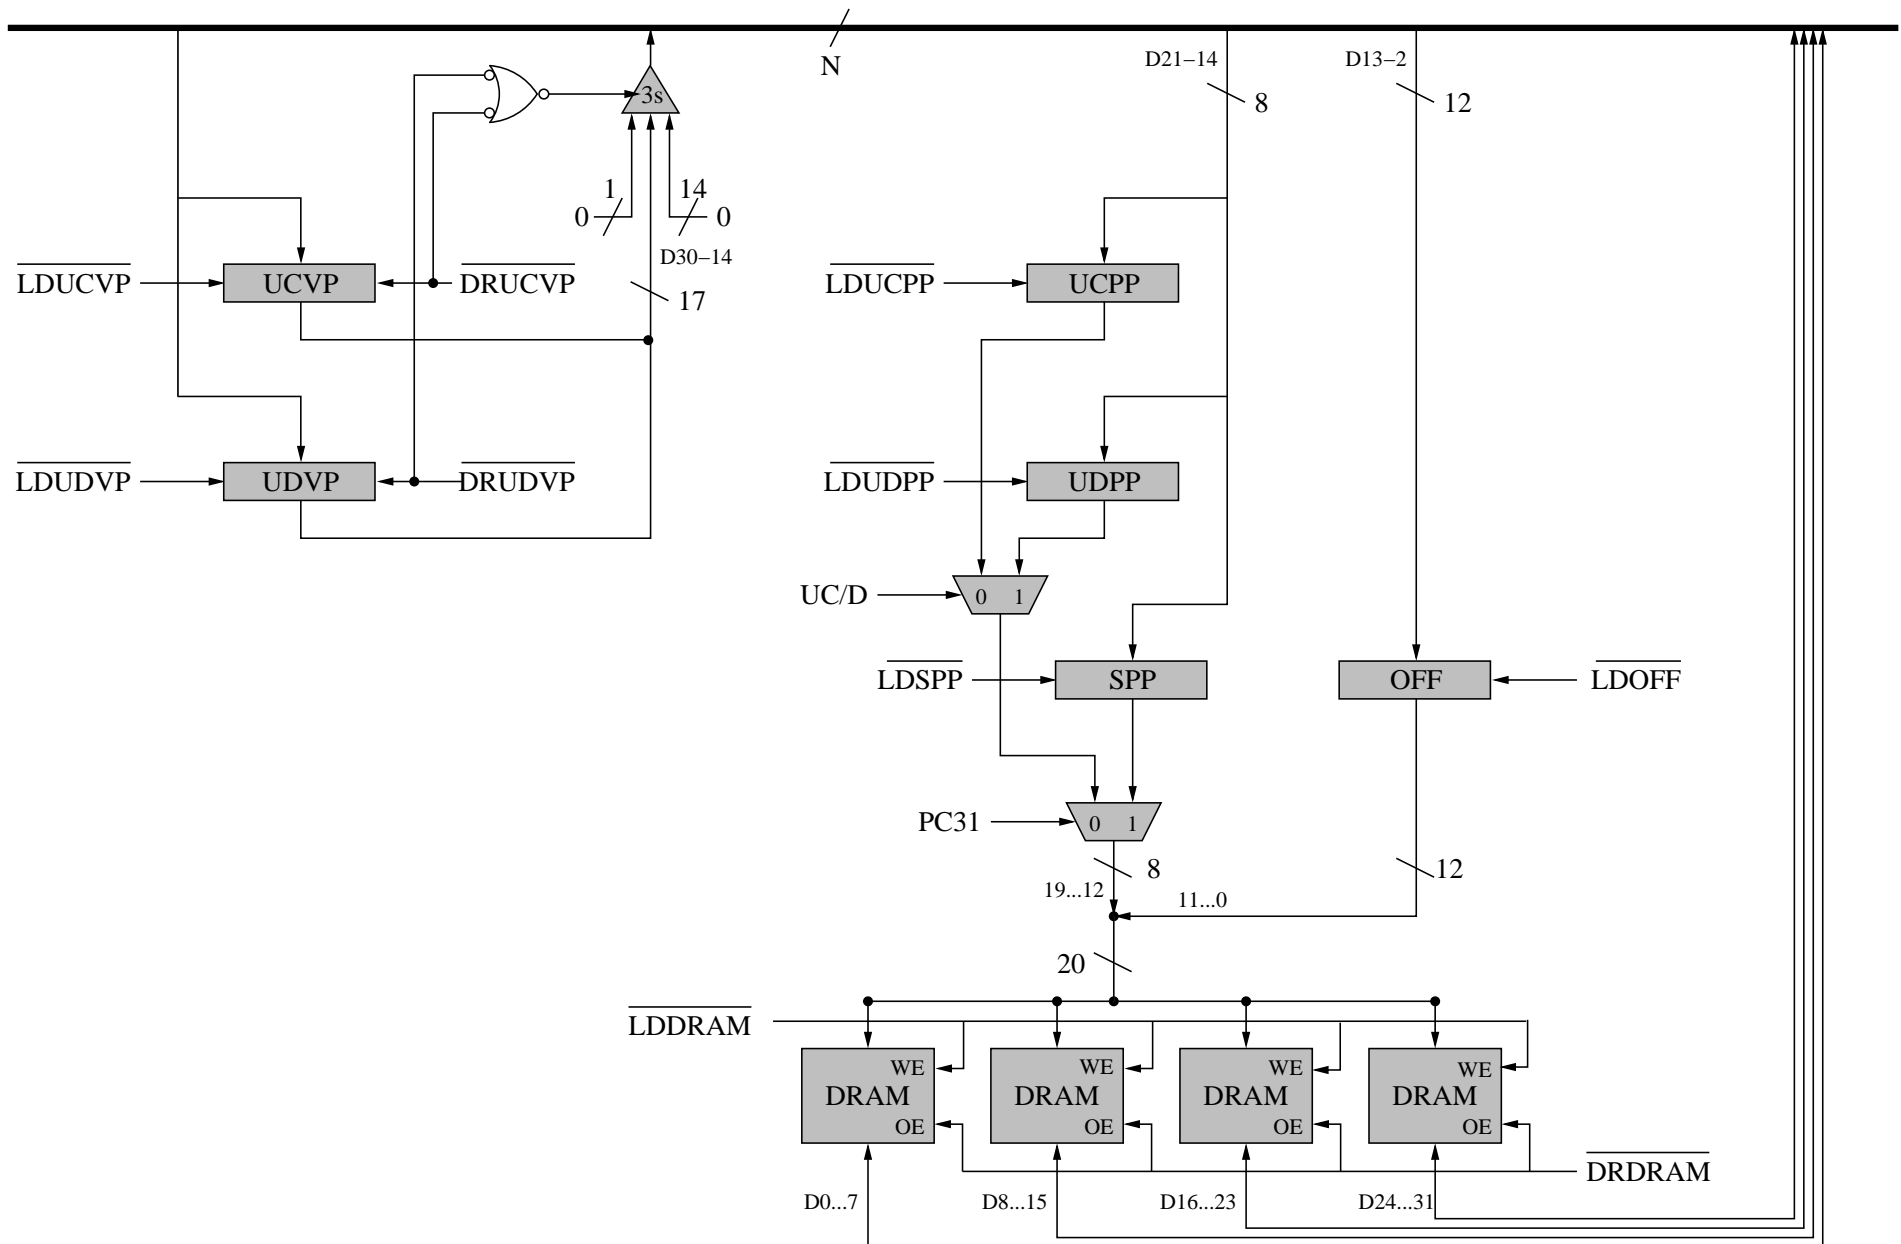 N
D21−14
8
D13−2
12
3s
1
0
14
0
D30−14
17
LDUCVP
UCVP
DRUCVP
LDUCPP
UCPP
LDUDVP
UDVP
DRUDVP
LDUDPP
UDPP
UC/D
0 1
LDSPP
SPP
OFF
LDOFF
PC31
0 1
8
19...12
12
11...0
20
LDDRAM
WE
DRAM
OE
WE
DRAM
OE
WE
DRAM
OE
WE
DRAM
OE
DRDRAM
D0...7
D8...15
D16...23
D24...31